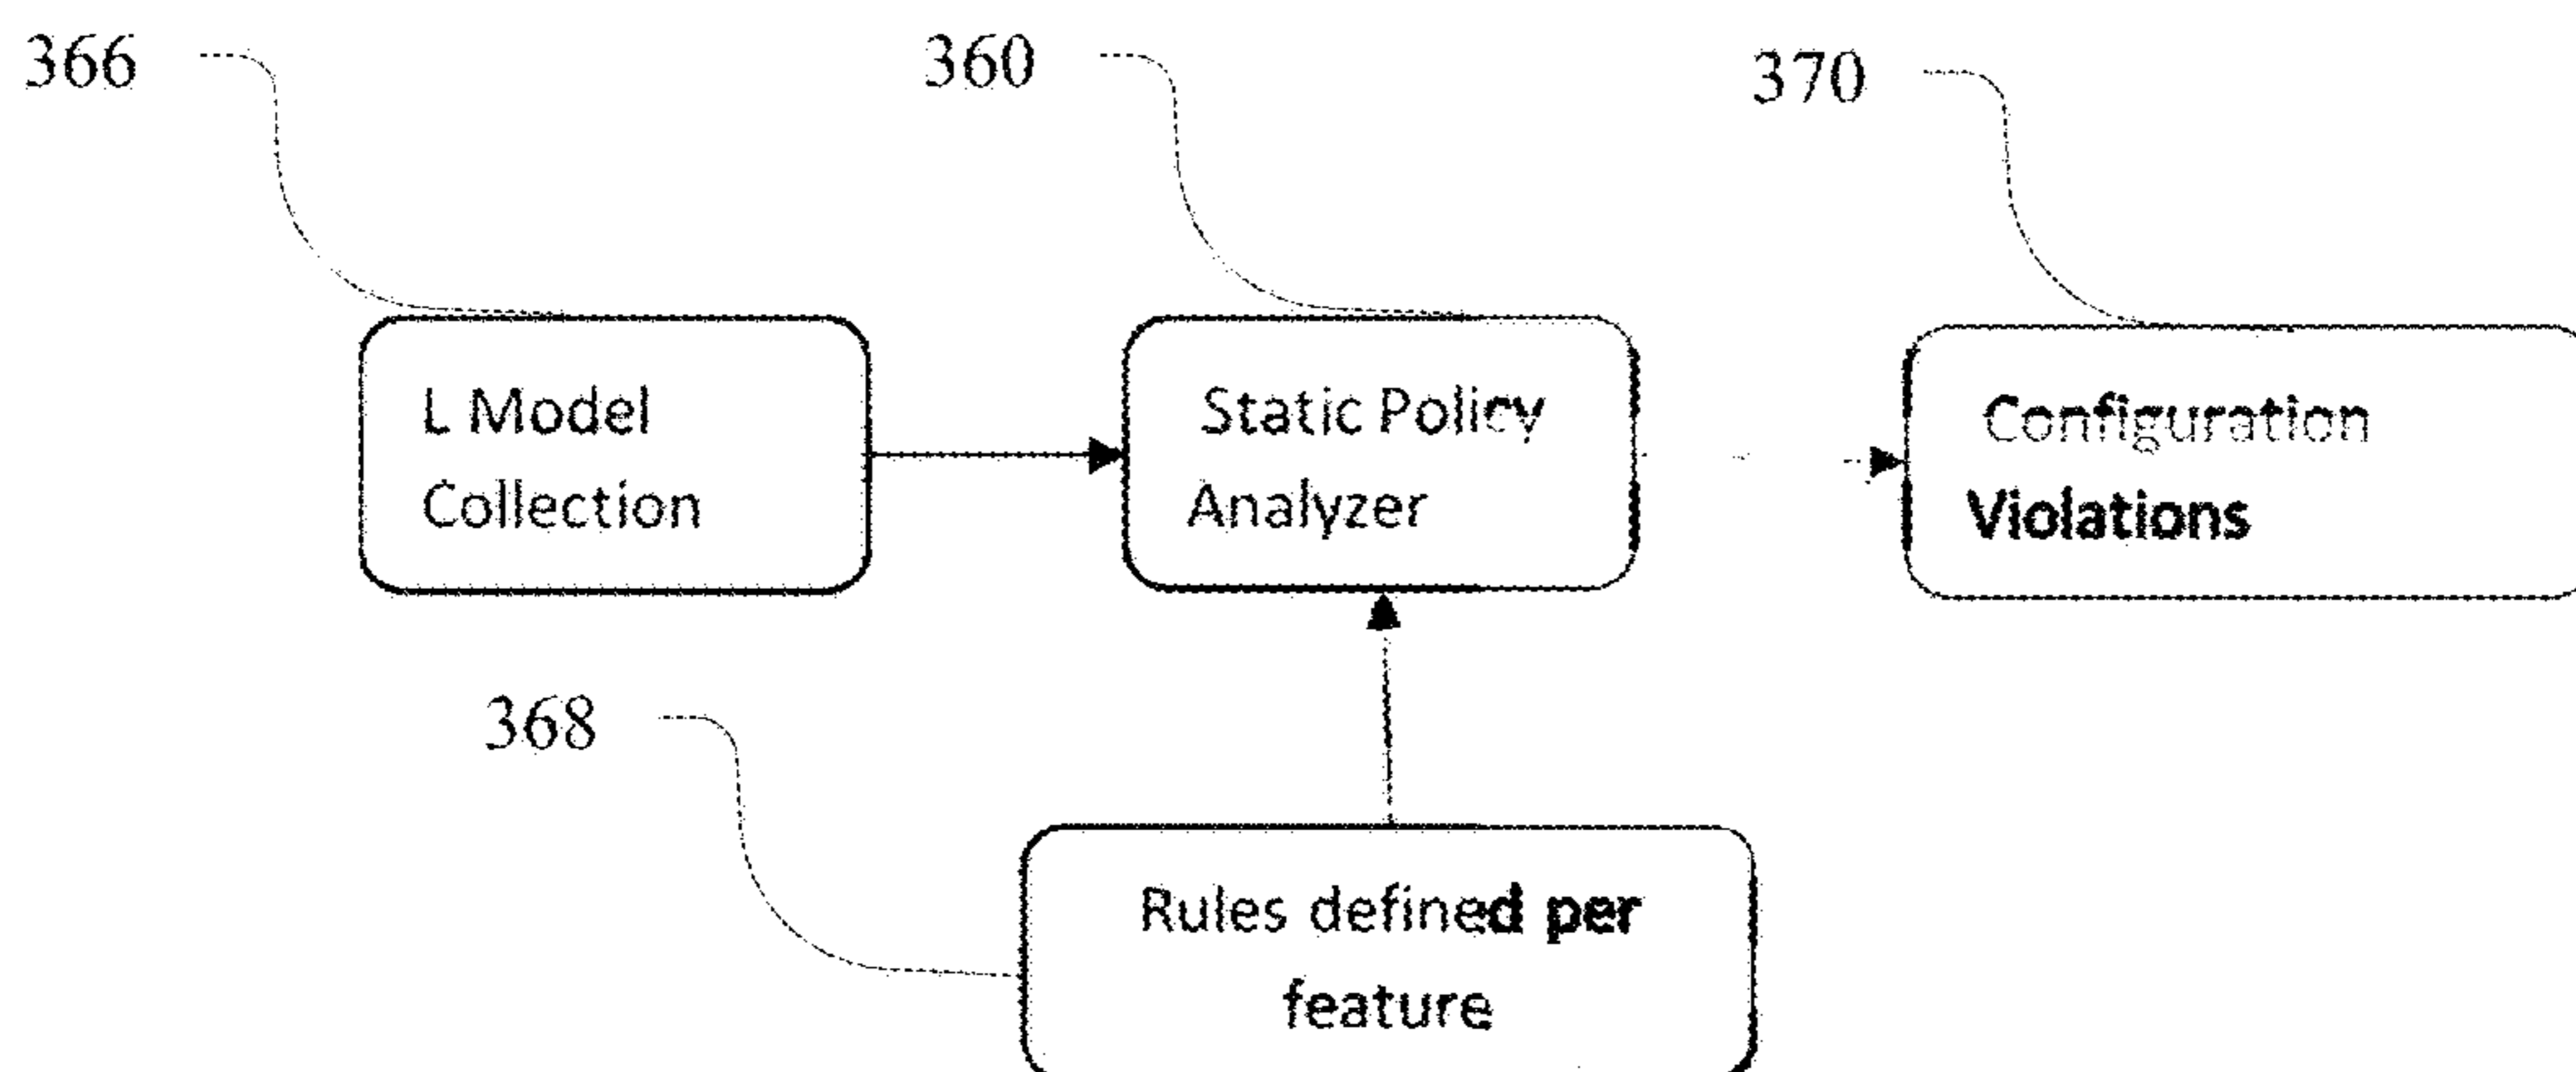 366
360
370
L Model
Collection
Static Policy
Analyzer
Configuration
Violations
368
Rules defined per
feature